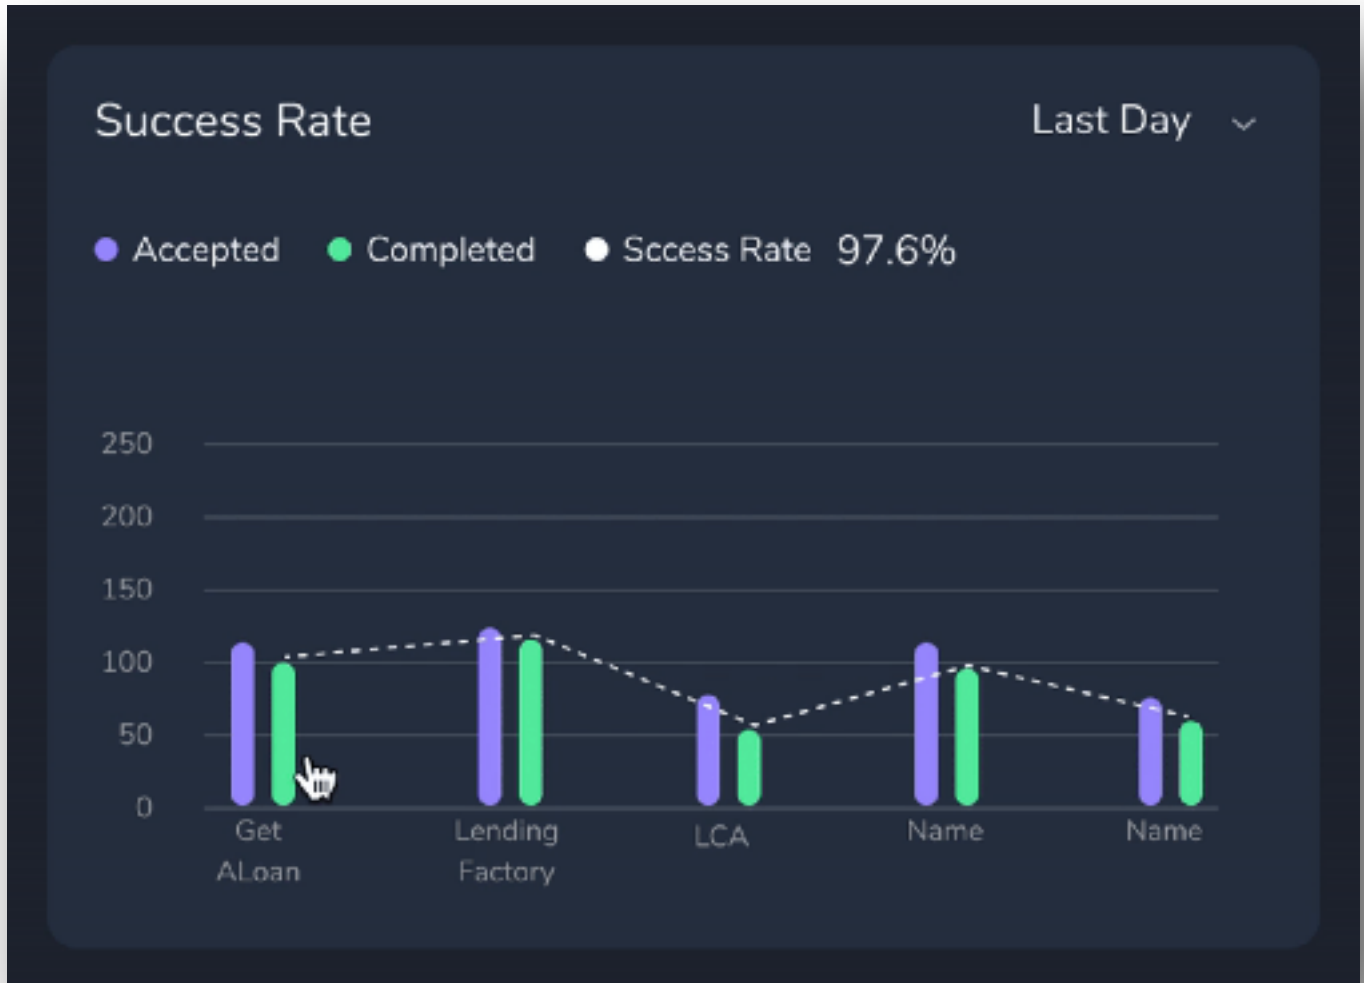 Success Rate
Last Day
Accepted
Completed
Sccess Rate 97.6%
250
200
150
100
50
0
Get
ALoan
Lending
Factory
LCA
Name
Name